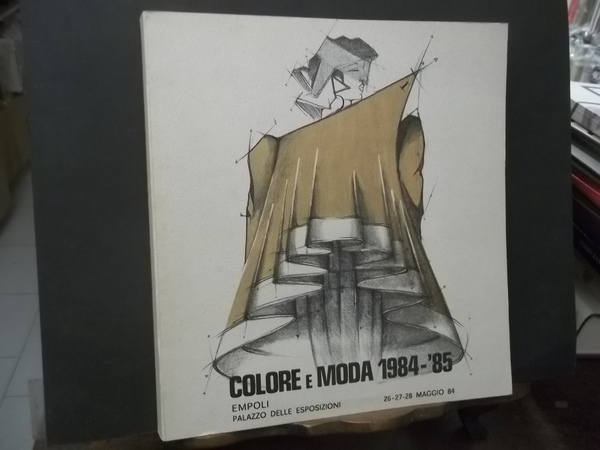 COLORE E MODA 1984-'85
EMPOLI
PALAZZO DELLE ESPOSIZIONI
26-27-28 MAGGIO 84